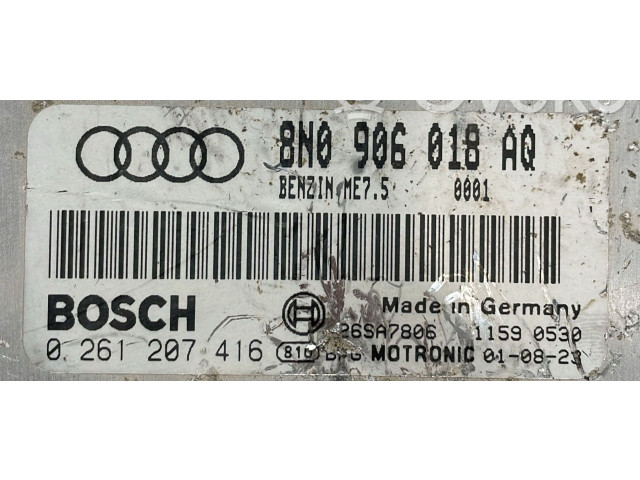 8N0 906 018 AQ
BENZIN ME7.5 0001
BOSCH Made in Germany
26SA7806 1159 0530
0 261 207 416 MOTRONIC 01-08-23